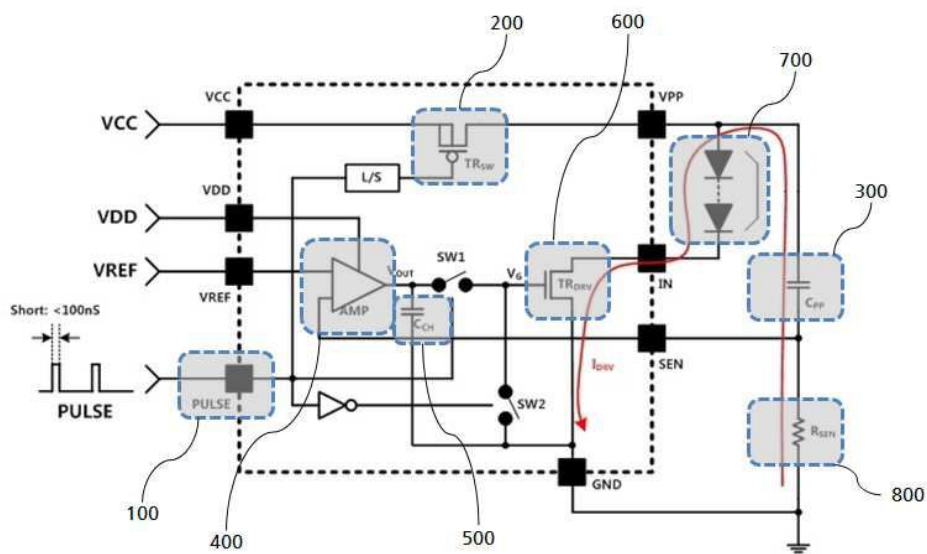 200
600
700
VCC
VPP
VCC
TRSW
L/S
VDD
300
VDD
SW1
VREF
VOUT
VG
TRDRV
IN
CPP
VREF
AMP
CCH
Short: <100nS
SEN
IDRV
PULSE
SW2
RSEN
PULSE
GND
100
400
500
800